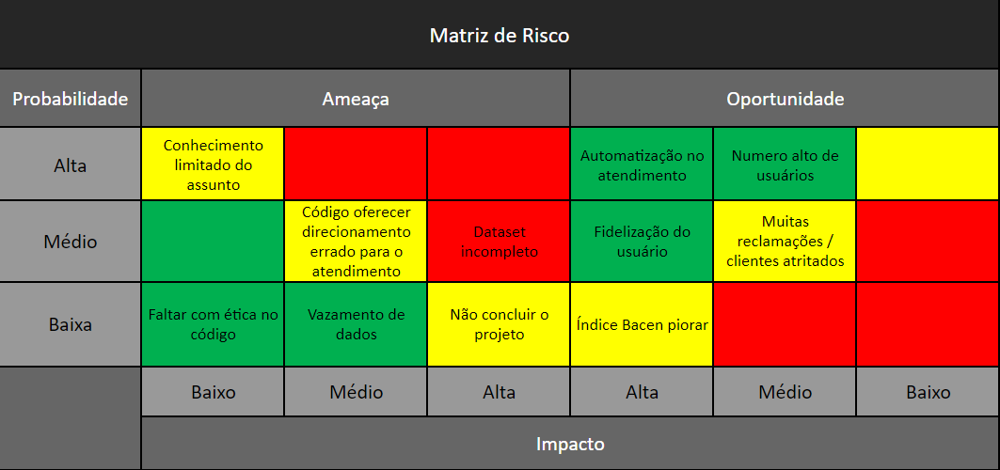 Matriz de Risco
Probabilidade
Ameaça
Oportunidade
Alta
Conhecimento
limitado do
assunto
Automatização no
atendimento
Numero alto de
usuários
Médio
Código oferecer
direcionamento
errado para o
atendimento
Dataset
incompleto
Fidelização do
usuário
Muitas
reclamações /
clientes atritados
Baixa
Faltar com ética no
código
Vazamento de
dados
Não concluir o
projeto
Índice Bacen piorar
Baixo
Médio
Alta
Alta
Médio
Baixo
Impacto